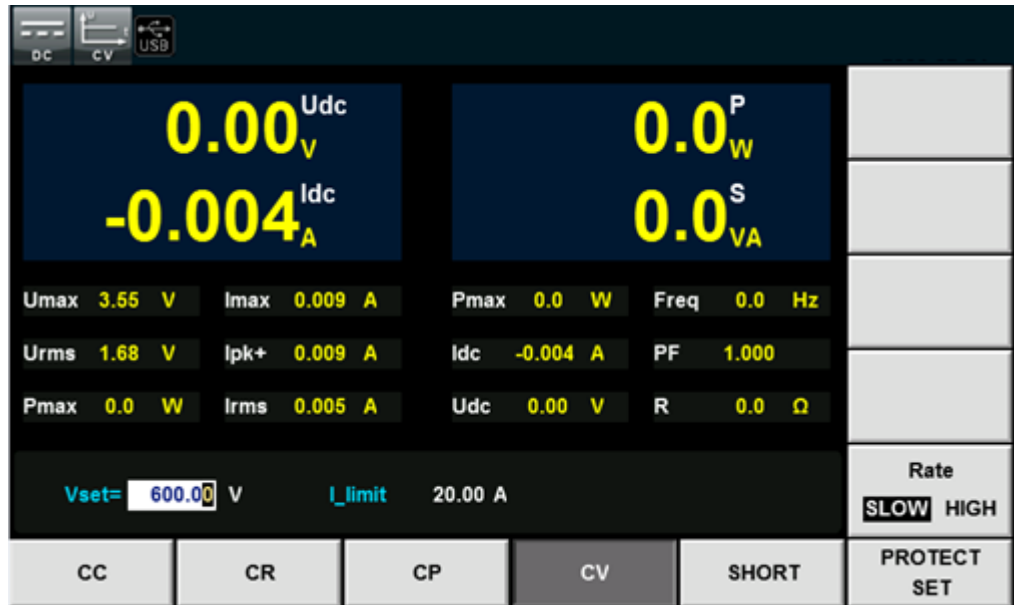 DC CV USB
U t
0.00 Udc V
-0.004 Idc A
0.0 P W
0.0 S VA
Umax 3.55 V Imax 0.009 A Pmax 0.0 W Freq 0.0 Hz
Urms 1.68 V Ipk+ 0.009 A Idc -0.004 A PF 1.000
Pmax 0.0 W Irms 0.005 A Udc 0.00 V R 0.0 Ω
Vset= 600.00 V I_limit 20.00 A
Rate
SLOW HIGH
CC CR CP CV SHORT
PROTECT
SET